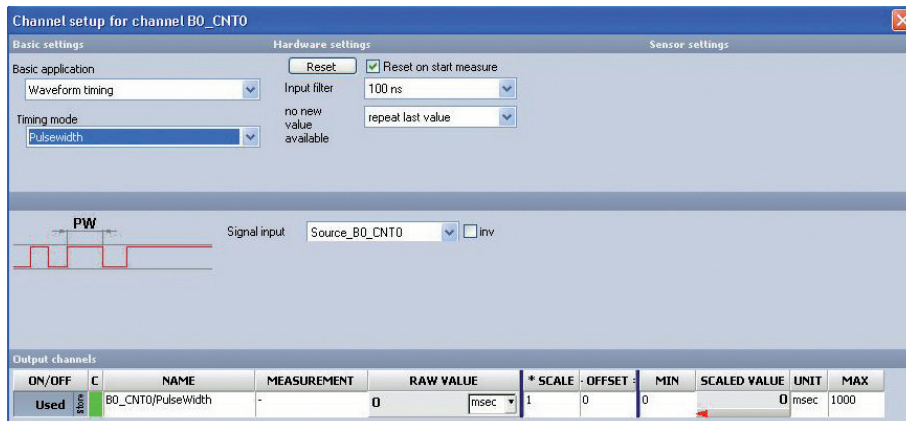 Channel setup for channel B0_CNT0
Basic settings Hardware settings Sensor settings
Basic application
Waveform timing
Timing mode
Pulsewidth
Reset Reset on start measure
Input filter 100 ns
no new value available repeat last value
PW
Signal input Source_B0_CNT0 inv
Output channels
ON/OFF C NAME MEASUREMENT RAW VALUE * SCALE - OFFSET = MIN SCALED VALUE UNIT MAX
Used Store B0_CNT0/PulseWidth - 0 msec 1 0 0 0 msec 1000